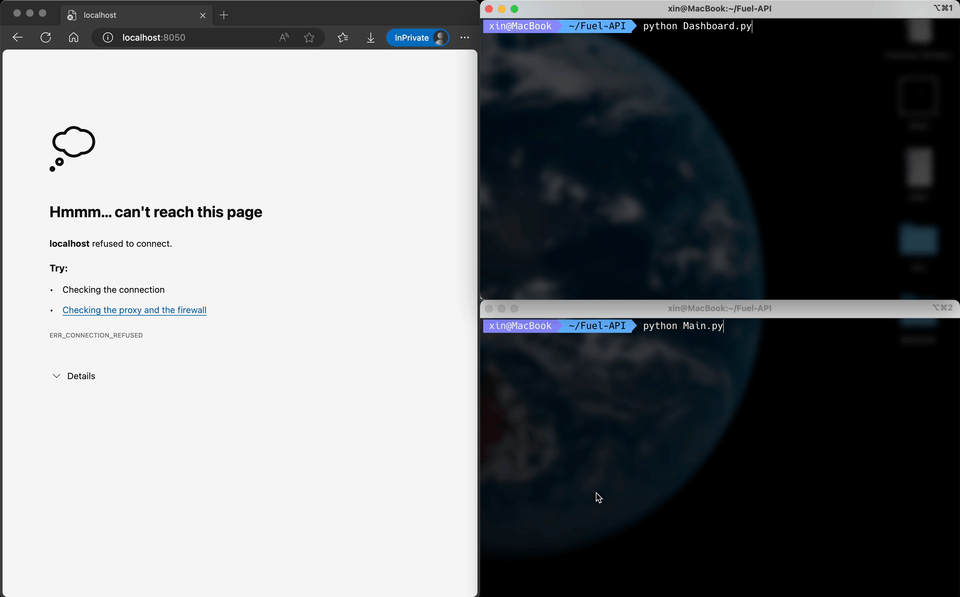 localhost
localhost:8050
InPrivate
Hmmm... can't reach this page
localhost refused to connect.
Try:
• Checking the connection
• Checking the proxy and the firewall
ERR_CONNECTION_REFUSED
Details
xin@MacBook:~/Fuel-API
⌥⌘1
xin@MacBook ~/Fuel-API python Dashboard.py
xin@MacBook:~/Fuel-API
⌥⌘2
xin@MacBook ~/Fuel-API python Main.py